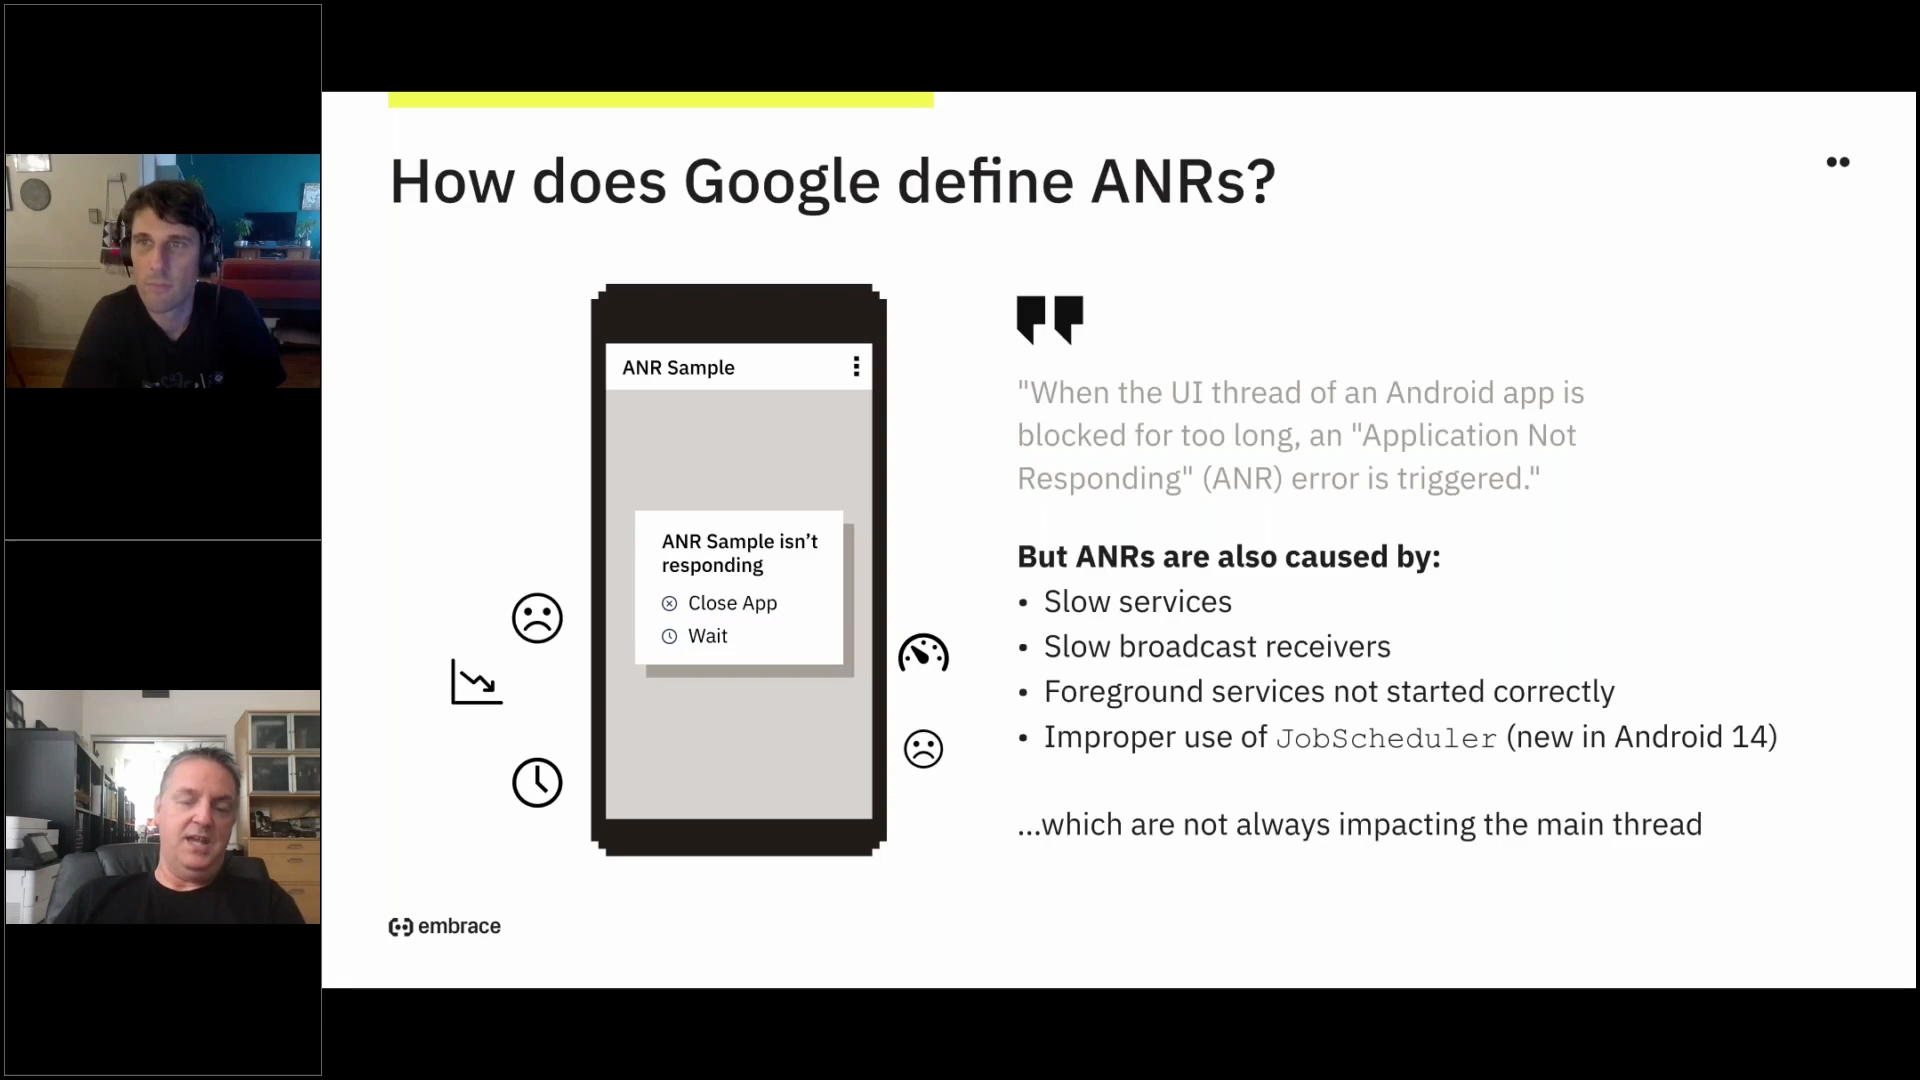 How does Google define ANRs?
ANR Sample
ANR Sample isn’t
responding
Close App
Wait
"When the UI thread of an Android app is
blocked for too long, an "Application Not
Responding" (ANR) error is triggered."
But ANRs are also caused by:
• Slow services
• Slow broadcast receivers
• Foreground services not started correctly
• Improper use of JobScheduler (new in Android 14)
...which are not always impacting the main thread
embrace